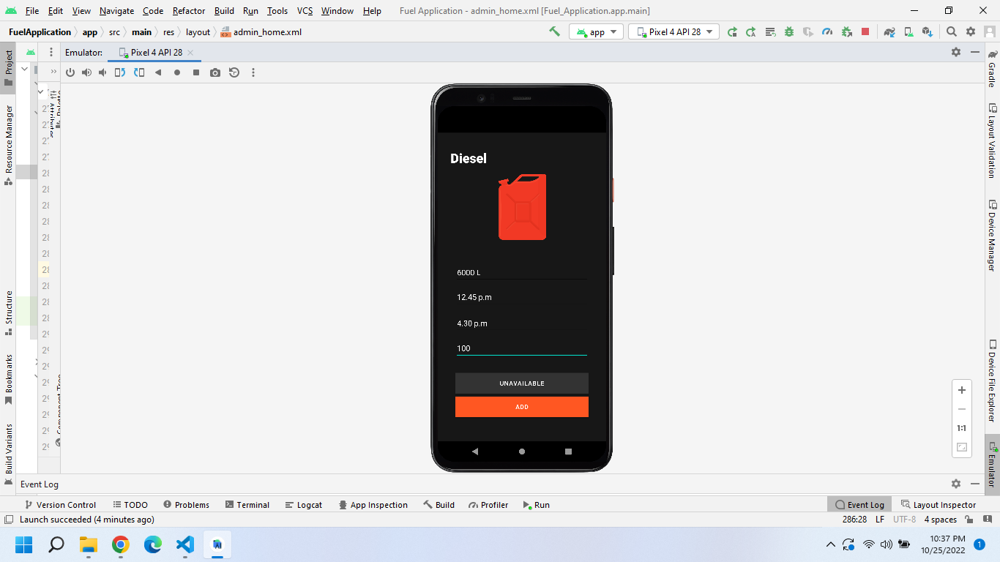 File Edit View Navigate Code Refactor Build Run Tools VCS Window Help Fuel Application - admin_home.xml [Fuel_Application.app.main]
FuelApplication app src main res layout admin_home.xml app Pixel 4 API 28
Emulator: Pixel 4 API 28
Project
Resource Manager
Structure
Bookmarks
Build Variants
Attributes
Diesel
6000 L
12.45 p.m
4.30 p.m
100
UNAVAILABLE
ADD
1:1
Gradle
Layout Validation
Device Manager
Device File Explorer
Emulator
Event Log
Version Control TODO Problems Terminal Logcat App Inspection Build Profiler Run Event Log Layout Inspector
Launch succeeded (4 minutes ago) 286:28 LF UTF-8 4 spaces
10:37 PM
10/25/2022
1